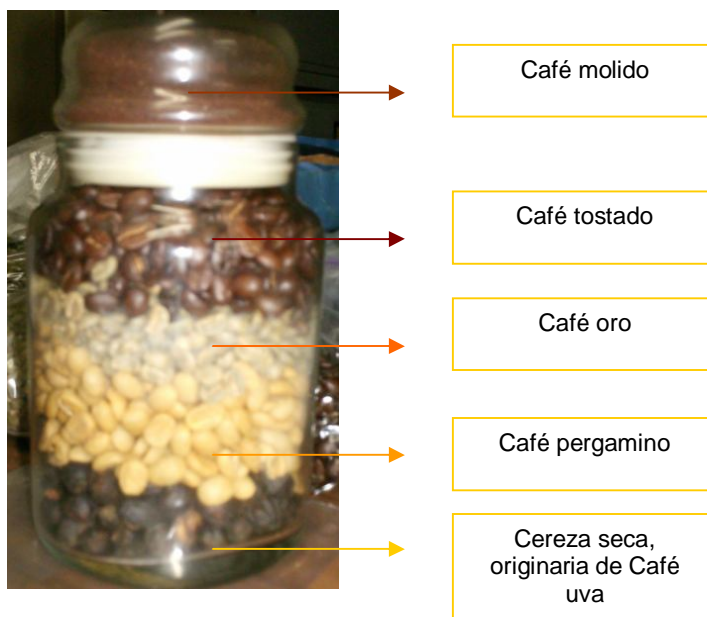 Café molido
Café tostado
Café oro
Café pergamino
Cereza seca,
originaria de Café
uva